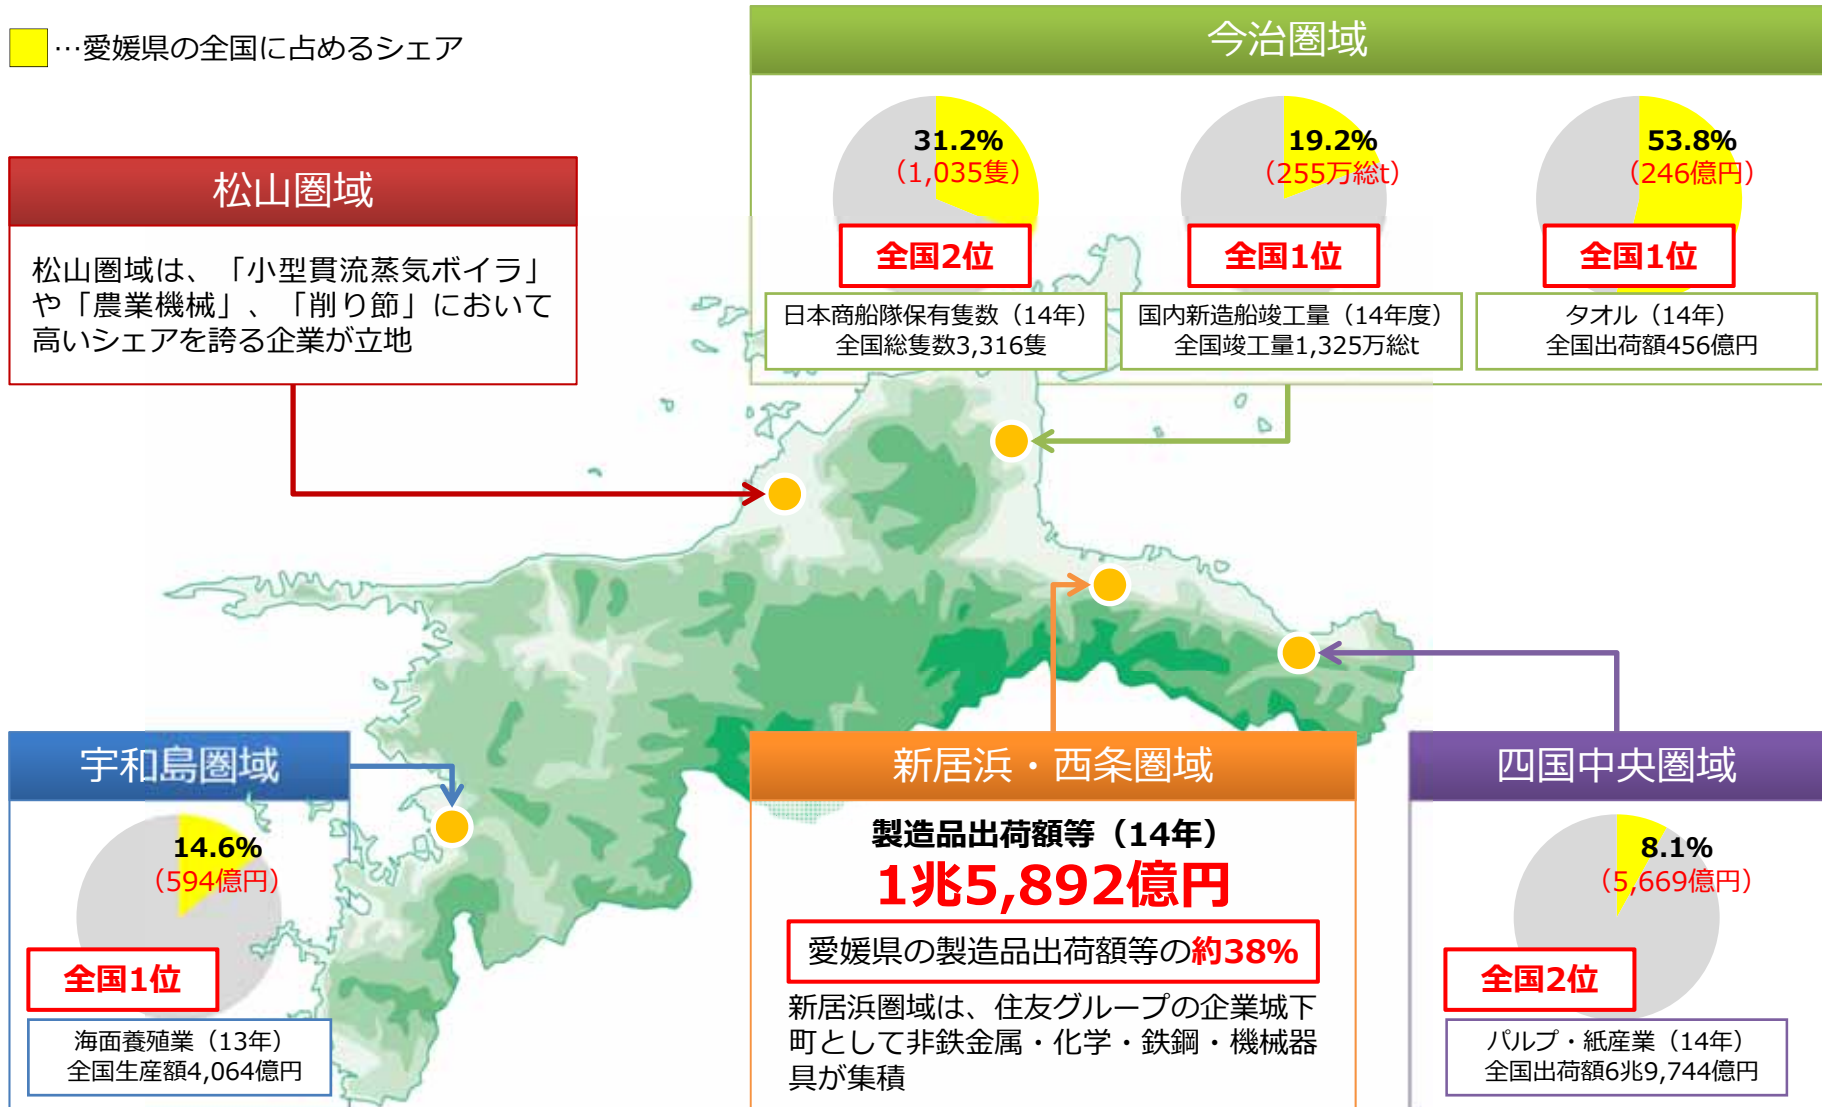 …愛媛県の全国に占めるシェア
今治圏域
31.2%
(1,035隻)
全国2位
日本商船隊保有隻数（14年）
全国総隻数3,316隻
19.2%
(255万総t)
全国1位
国内新造船竣工量（14年度）
全国竣工量1,325万総t
53.8%
(246億円)
全国1位
タオル（14年）
全国出荷額456億円
松山圏域
松山圏域は、「小型貫流蒸気ボイラ」
や「農業機械」、「削り節」において
高いシェアを誇る企業が立地
宇和島圏域
14.6%
(594億円)
全国1位
海面養殖業（13年）
全国生産額4,064億円
新居浜・西条圏域
製造品出荷額等（14年）
1兆5,892億円
愛媛県の製造品出荷額等の約38%
新居浜圏域は、住友グループの企業城下
町として非鉄金属・化学・鉄鋼・機械器
具が集積
四国中央圏域
8.1%
(5,669億円)
全国2位
パルプ・紙産業（14年）
全国出荷額6兆9,744億円